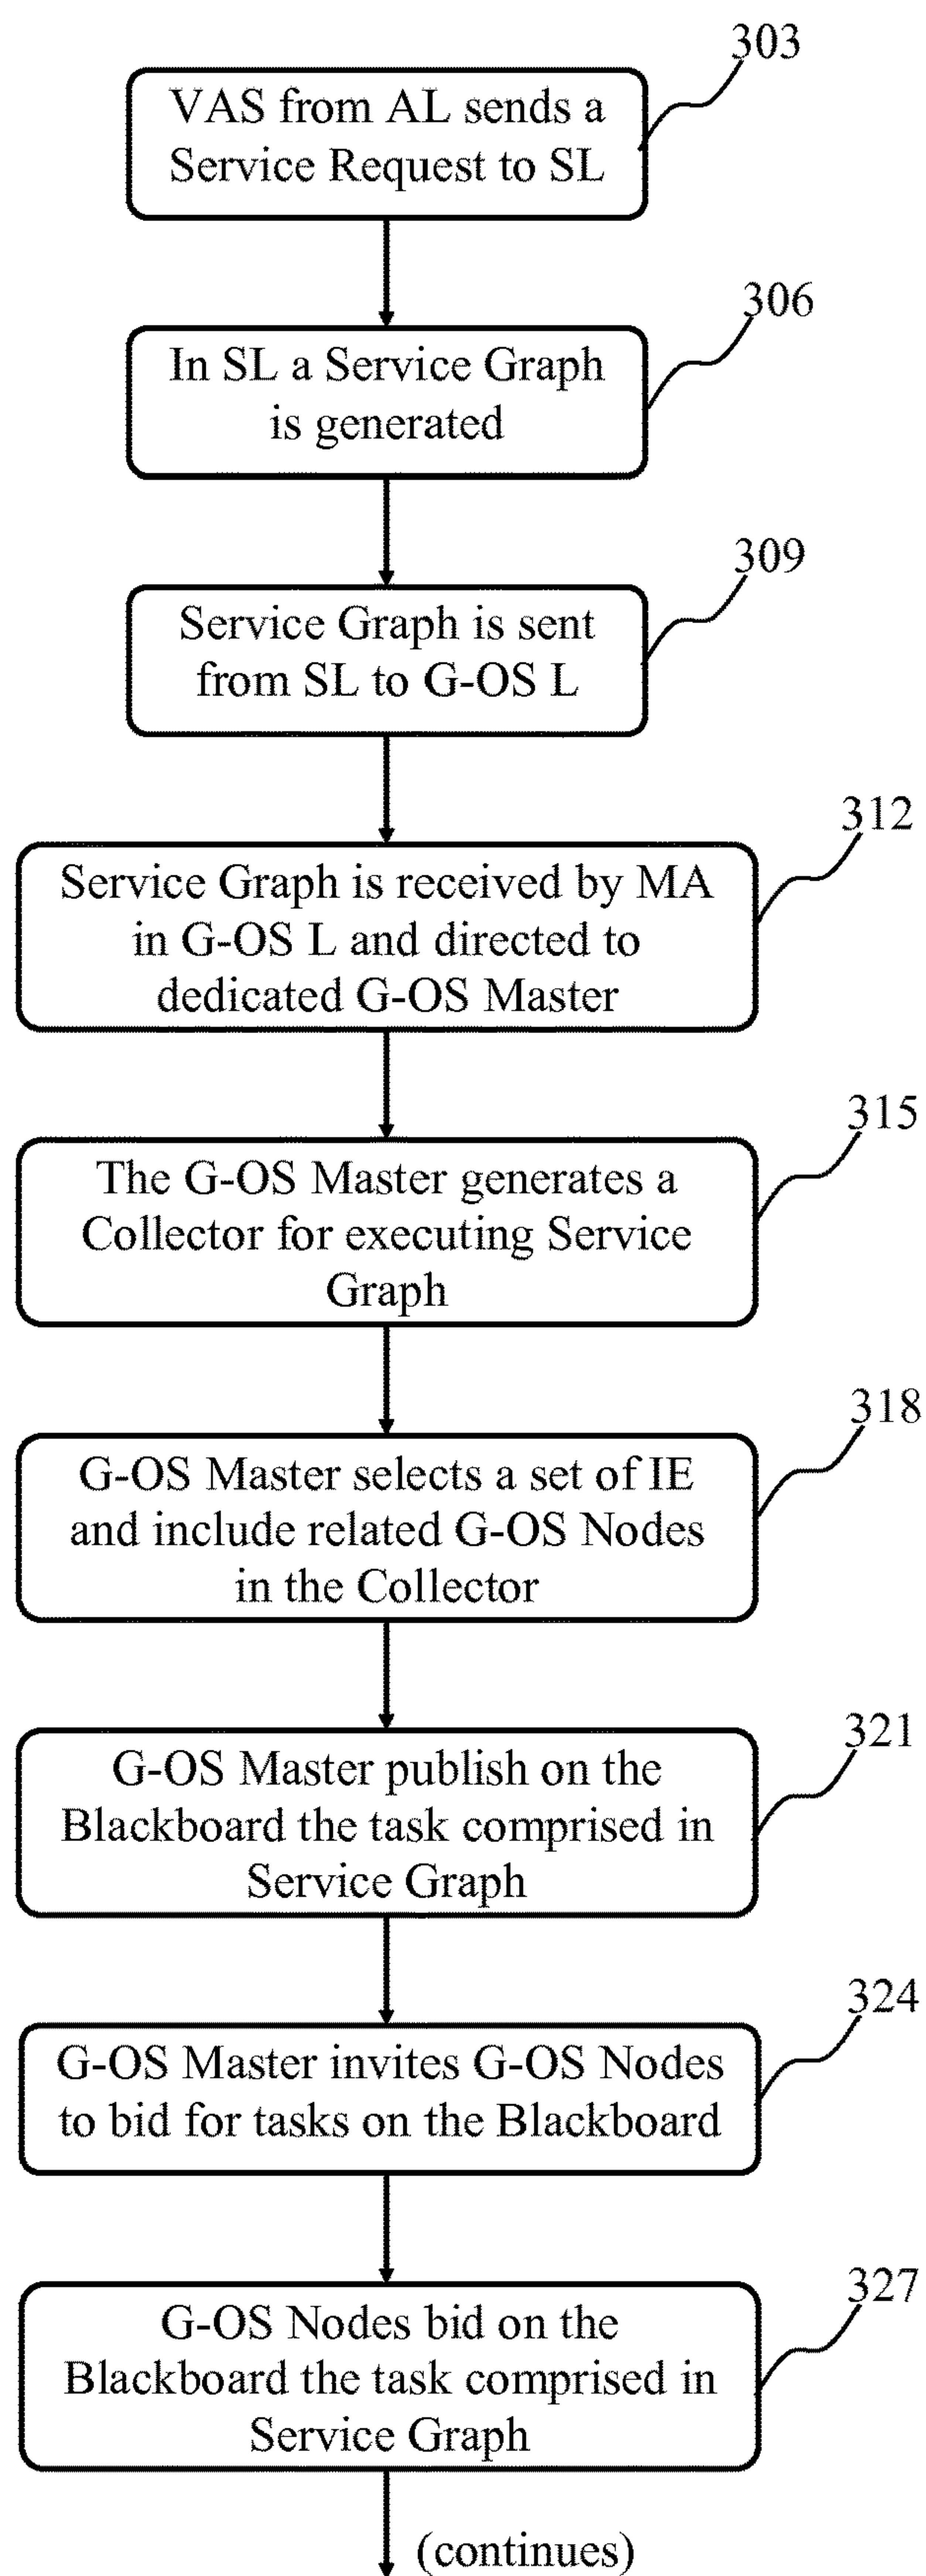 303
VAS from AL sends a
Service Request to SL
306
In SL a Service Graph
is generated
309
Service Graph is sent
from SL to G-OS L
312
Service Graph is received by MA
in G-OS L and directed to
dedicated G-OS Master
315
The G-OS Master generates a
Collector for executing Service
Graph
318
G-OS Master selects a set of IE
and include related G-OS Nodes
in the Collector
321
G-OS Master publish on the
Blackboard the task comprised in
Service Graph
324
G-OS Master invites G-OS Nodes
to bid for tasks on the Blackboard
327
G-OS Nodes bid on the
Blackboard the task comprised in
Service Graph
(continues)